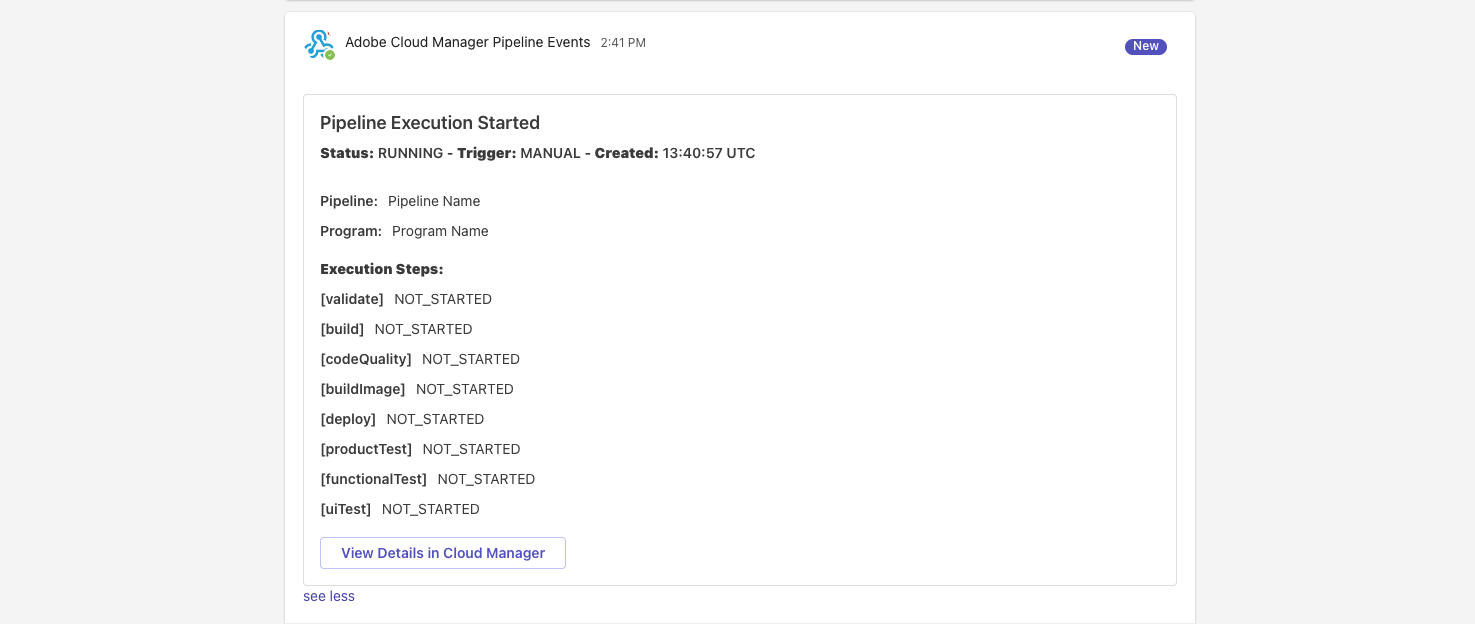 Adobe Cloud Manager Pipeline Events 2:41 PM
New
Pipeline Execution Started
Status: RUNNING - Trigger: MANUAL - Created: 13:40:57 UTC
Pipeline: Pipeline Name
Program: Program Name
Execution Steps:
[validate] NOT_STARTED
[build] NOT_STARTED
[codeQuality] NOT_STARTED
[buildImage] NOT_STARTED
[deploy] NOT_STARTED
[productTest] NOT_STARTED
[functionalTest] NOT_STARTED
[uiTest] NOT_STARTED
View Details in Cloud Manager
see less